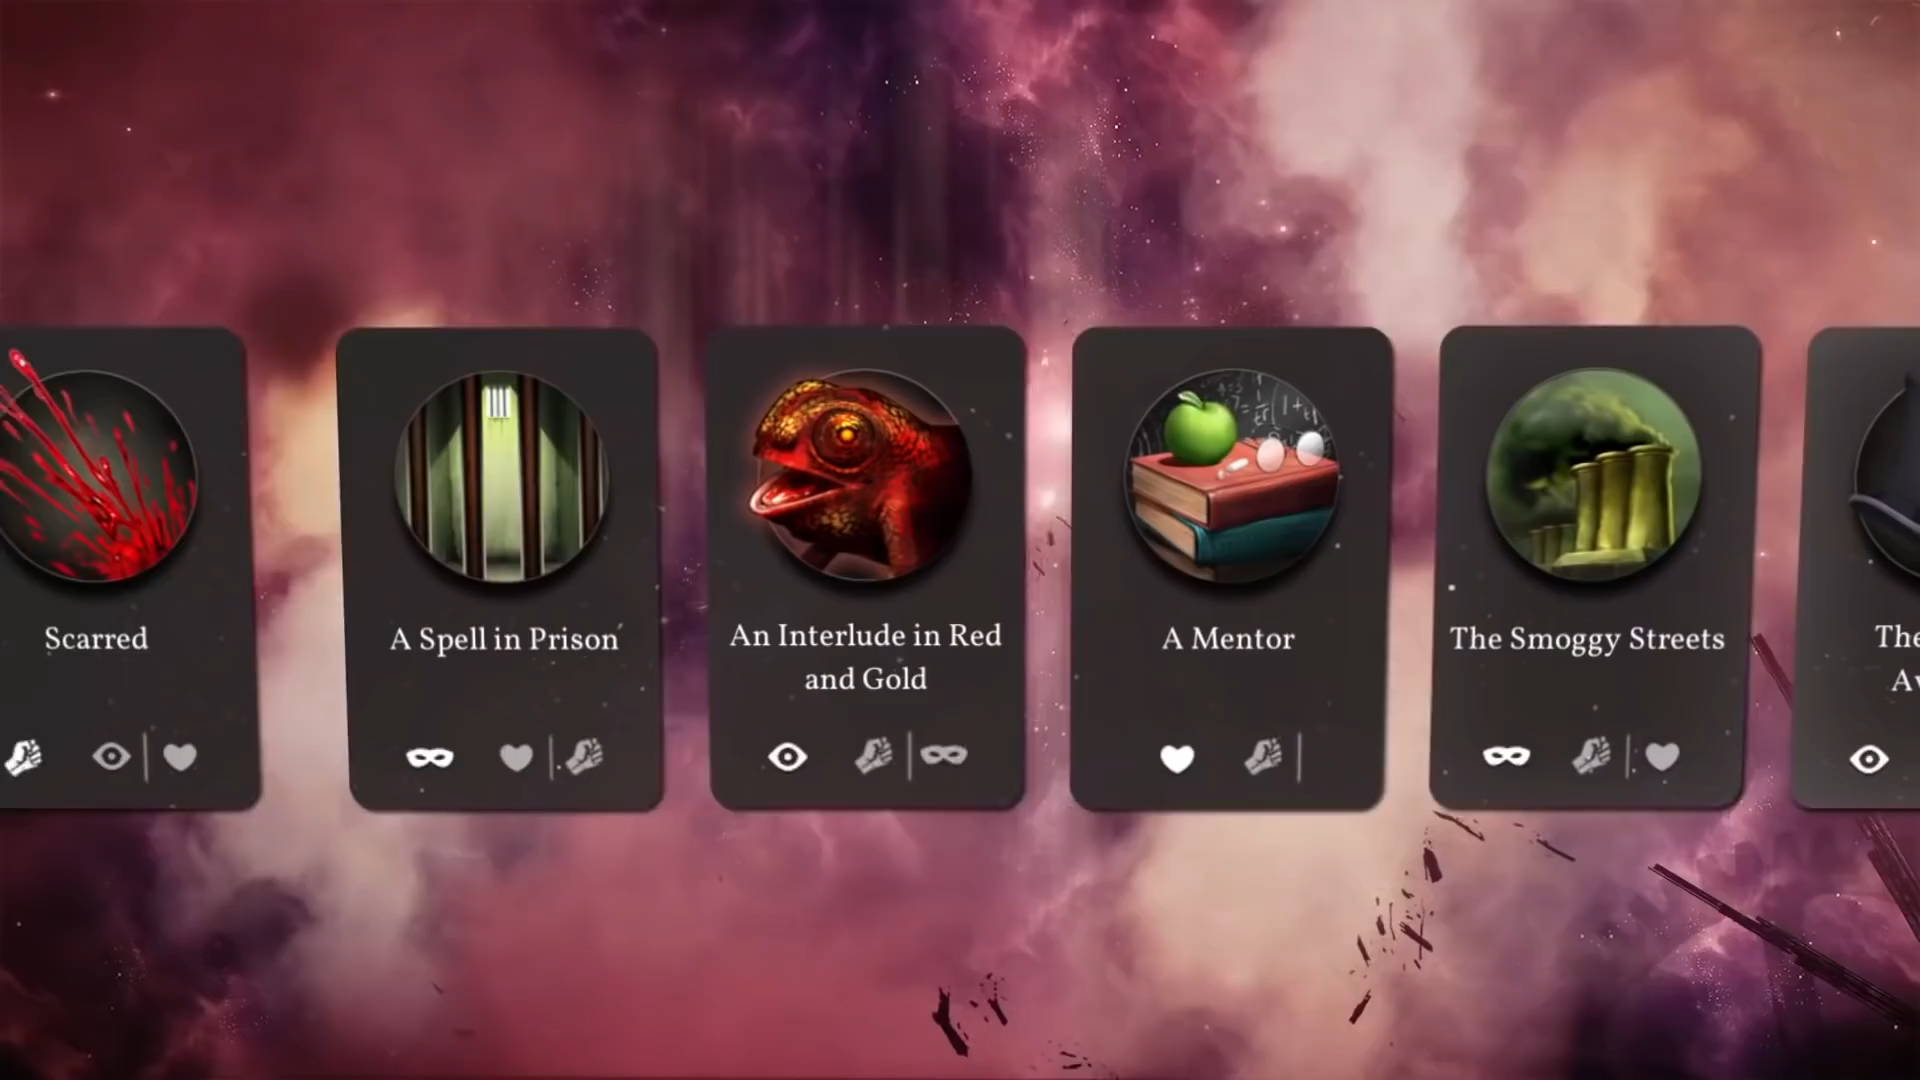 Scarred
A Spell in Prison
An Interlude in Red
and Gold
A Mentor
The Smoggy Streets
The